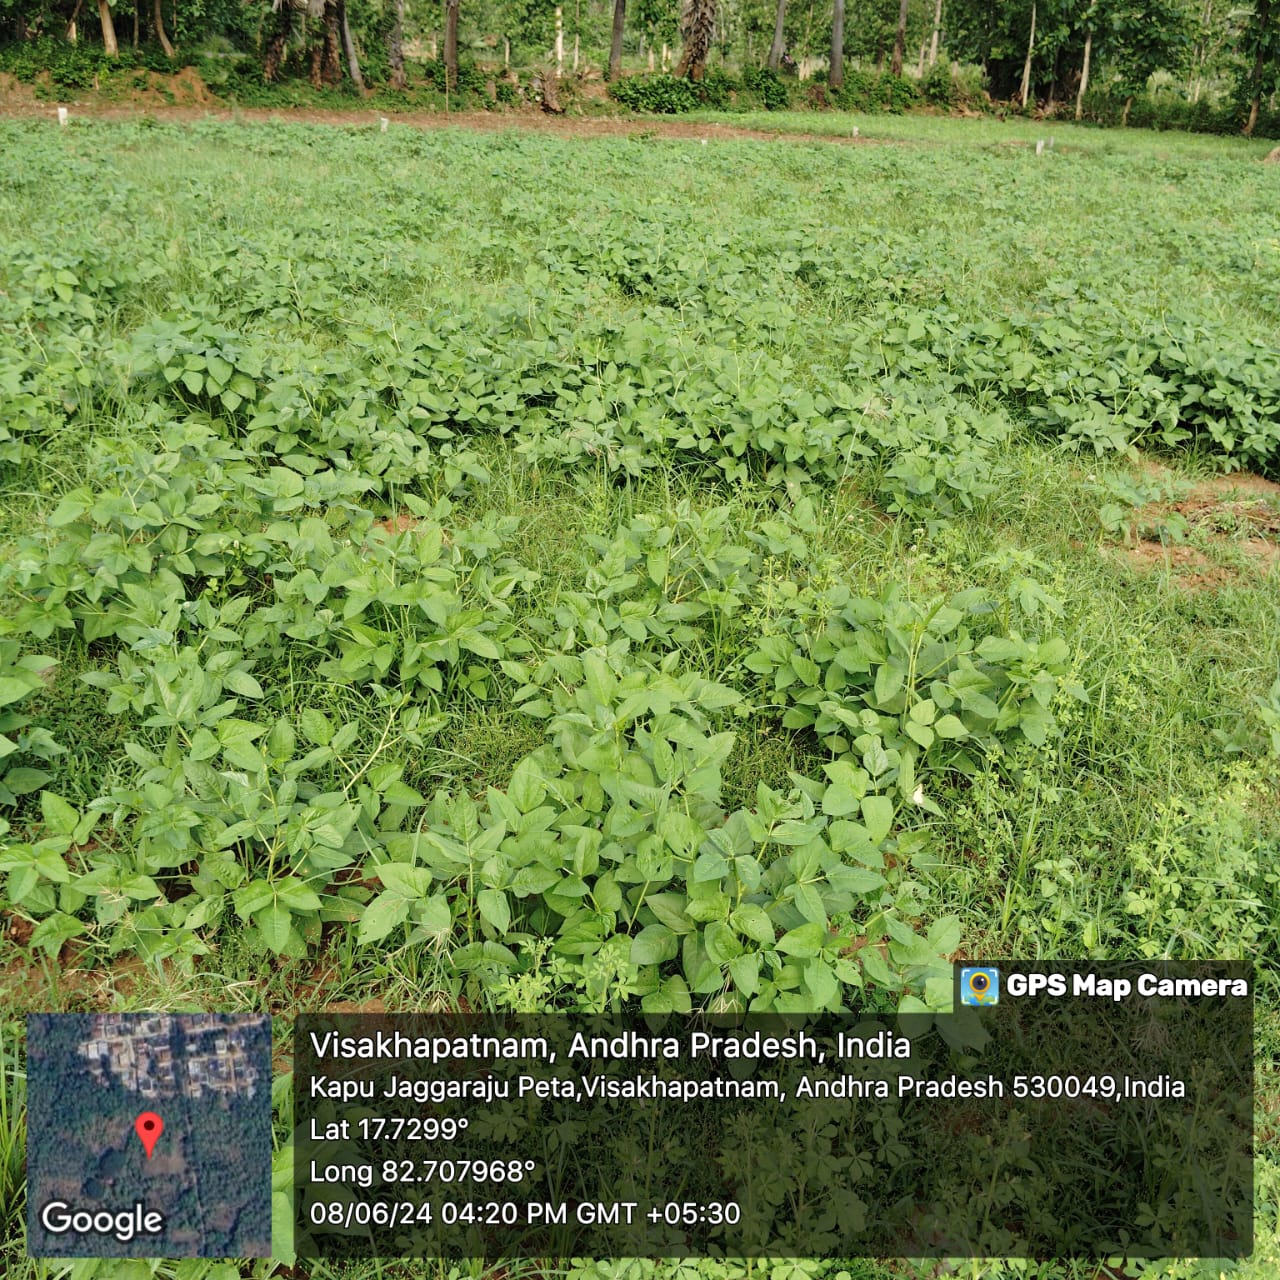 GPS Map Camera
Visakhapatnam, Andhra Pradesh, India
Kapu Jaggaraju Peta,Visakhapatnam, Andhra Pradesh 530049,India
Lat 17.7299°
Long 82.707968°
08/06/24 04:20 PM GMT +05:30
Google